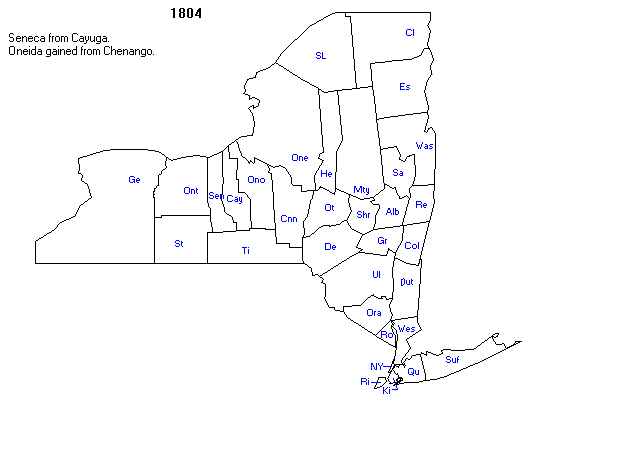 1804
Seneca from Cayuga.
Oneida gained from Chenango.
Cl
SL
Es
Was
One
He
Sa
Ge
Ont
Sen
Cay
Ono
Mty
Ot
Shr
Alb
Re
Cnn
St
Ti
De
Gr
Col
Ul
Dut
Ora
Ro
Wes
NY
Suf
Qu
Ri
Ki